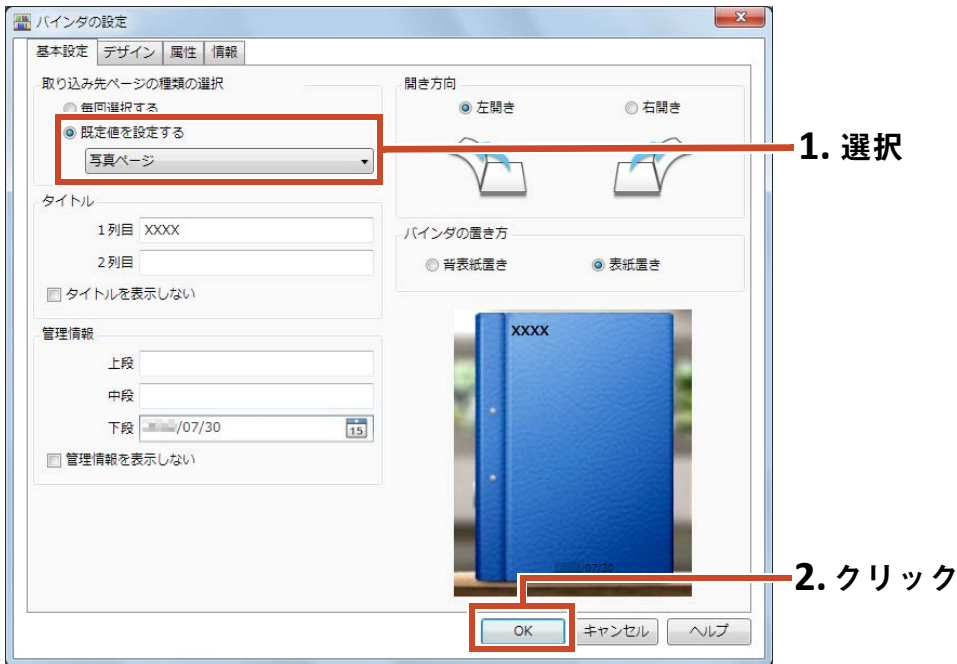 バインダの設定
基本設定 デザイン 属性 情報
取り込み先ページの種類の選択
毎回選択する
既定値を設定する
写真ページ
タイトル
1列目 XXXX
2列目
タイトルを表示しない
管理情報
上段
中段
下段 /07/30 15
管理情報を表示しない
開き方向
左開き 右開き
バインダの置き方
背表紙置き 表紙置き
XXXX
/07/30
OK キャンセル ヘルプ
1. 選択
2. クリック